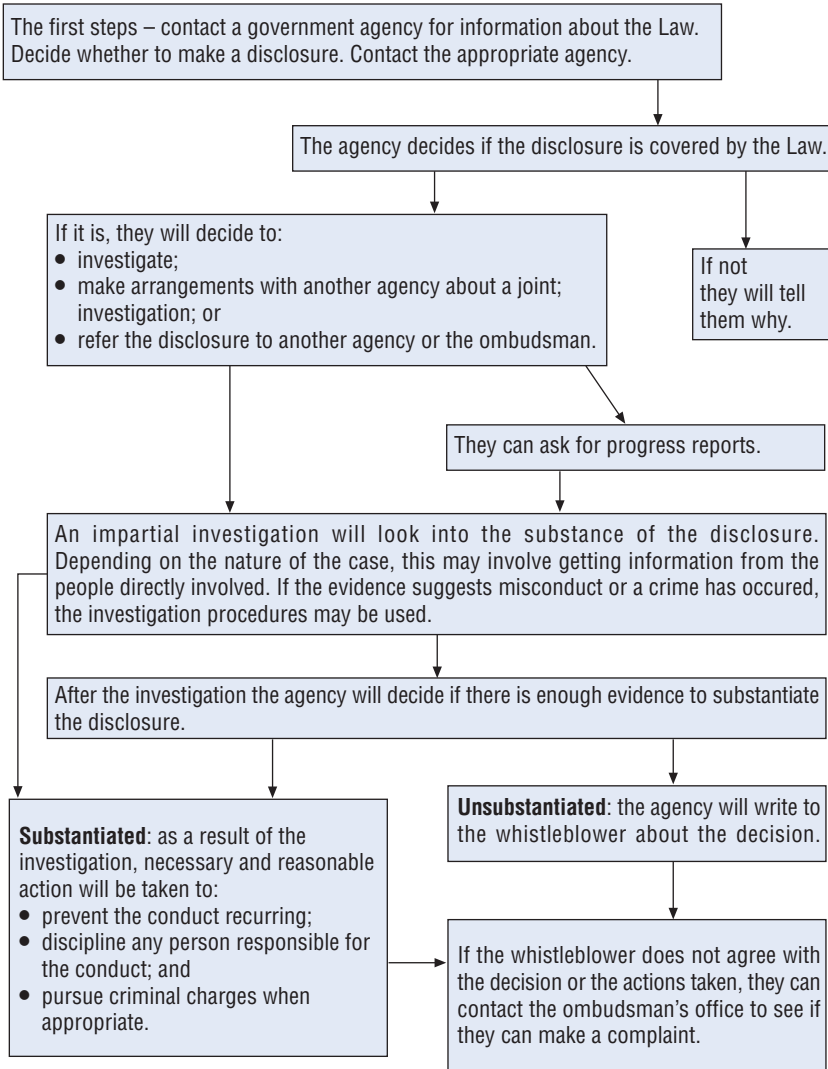 The first steps – contact a government agency for information about the Law.
Decide whether to make a disclosure. Contact the appropriate agency.
The agency decides if the disclosure is covered by the Law.
If it is, they will decide to:
● investigate;
● make arrangements with another agency about a joint;
investigation; or
● refer the disclosure to another agency or the ombudsman.
If not
they will tell
them why.
They can ask for progress reports.
An impartial investigation will look into the substance of the disclosure.
Depending on the nature of the case, this may involve getting information from the
people directly involved. If the evidence suggests misconduct or a crime has occured,
the investigation procedures may be used.
After the investigation the agency will decide if there is enough evidence to substantiate
the disclosure.
Substantiated: as a result of the
investigation, necessary and reasonable
action will be taken to:
● prevent the conduct recurring;
● discipline any person responsible for
the conduct; and
● pursue criminal charges when
appropriate.
Unsubstantiated: the agency will write to
the whistleblower about the decision.
If the whistleblower does not agree with
the decision or the actions taken, they can
contact the ombudsman’s office to see if
they can make a complaint.